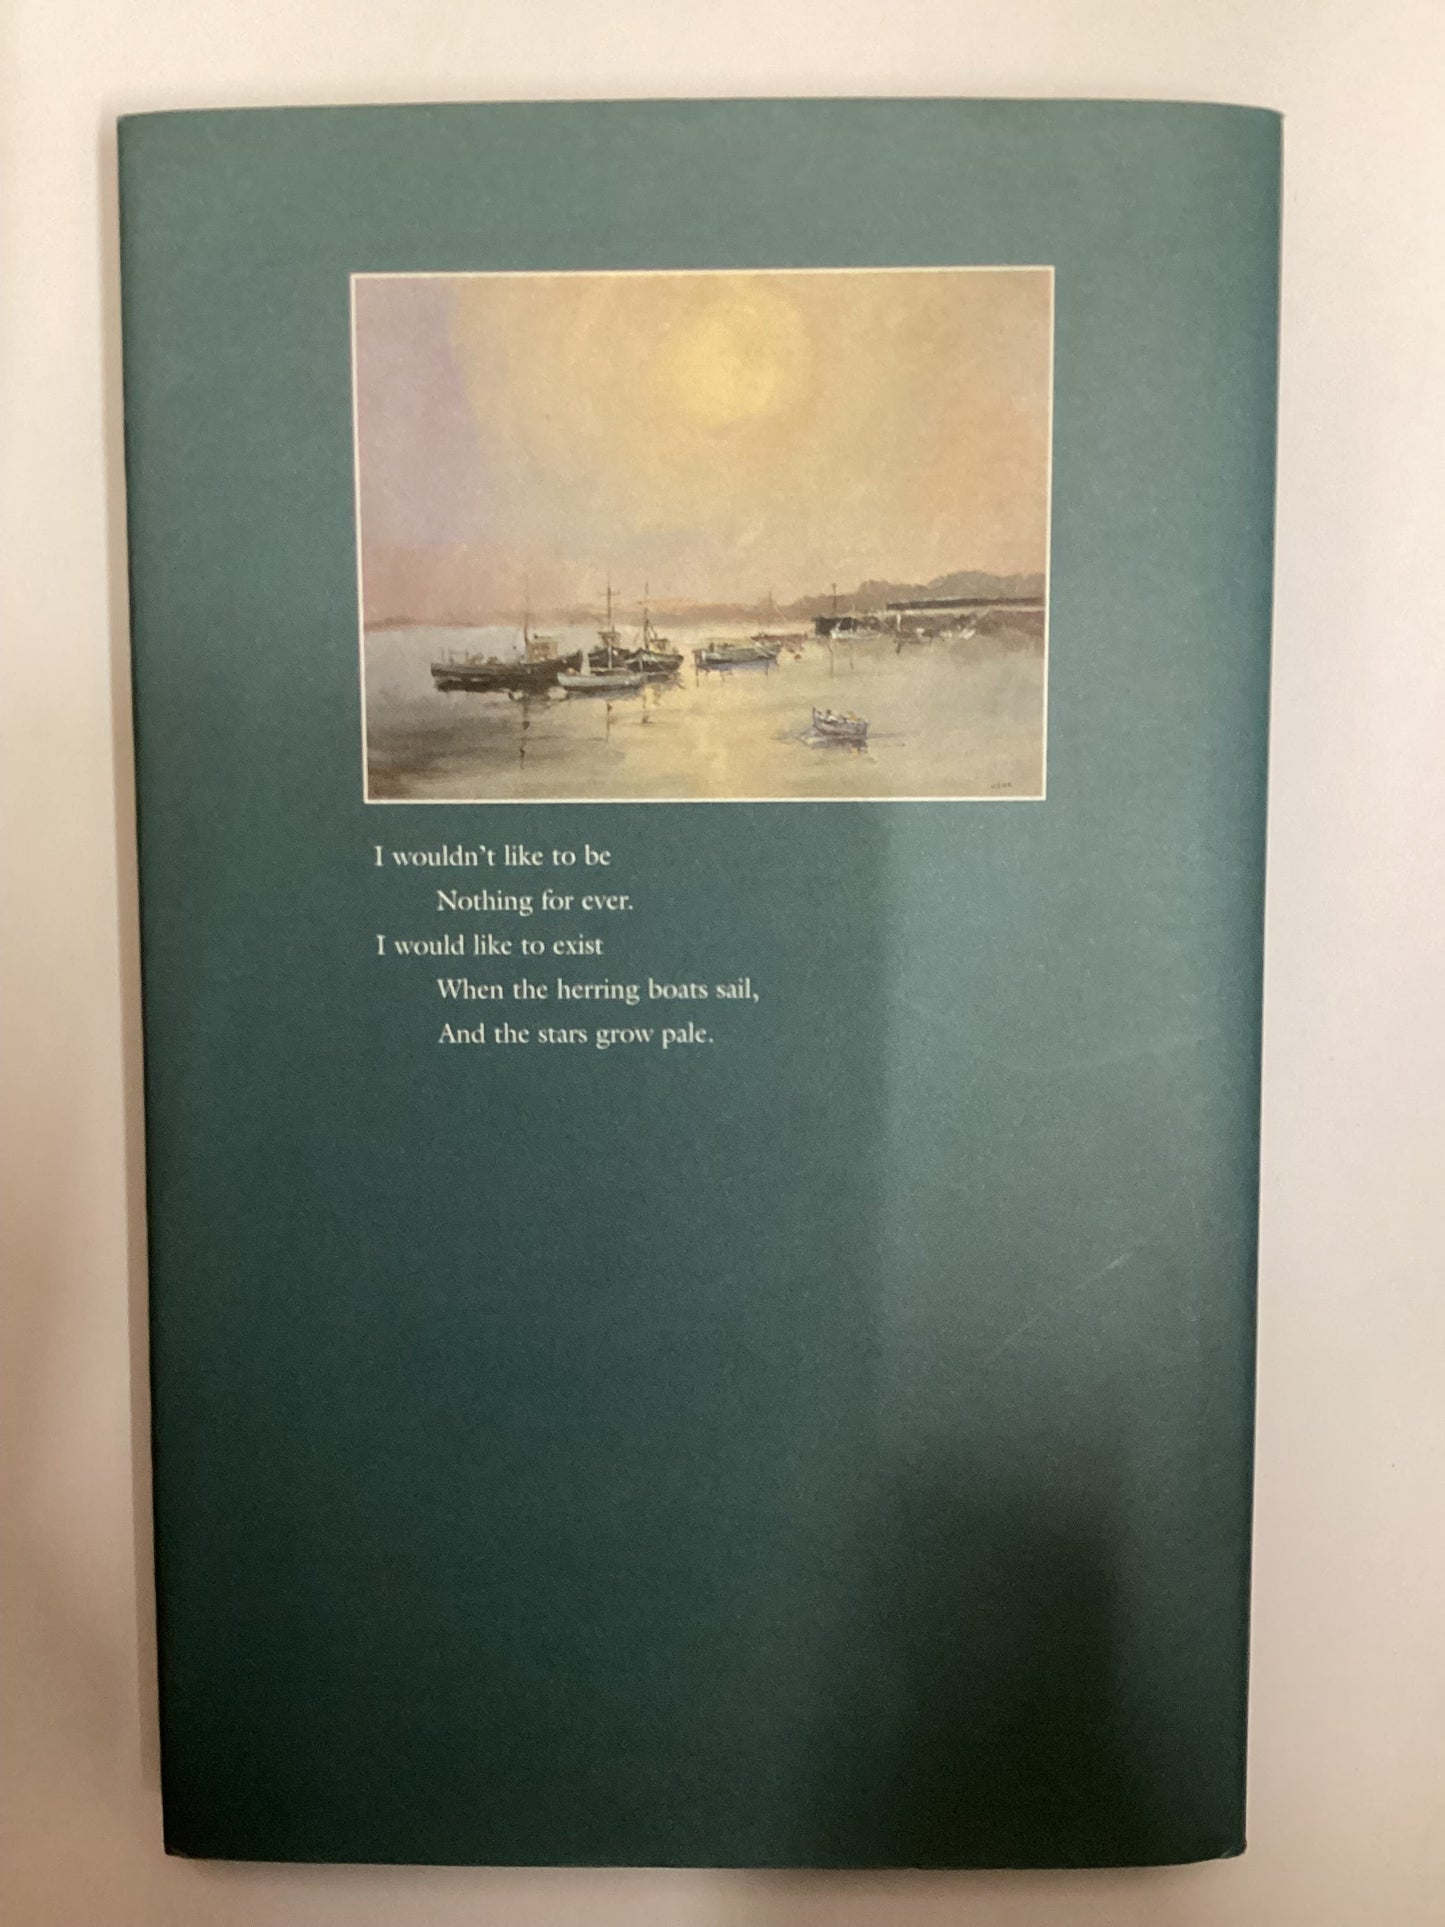 I wouldn't like to be
Nothing for ever.
I would like to exist
When the herring boats sail,
And the stars grow pale.